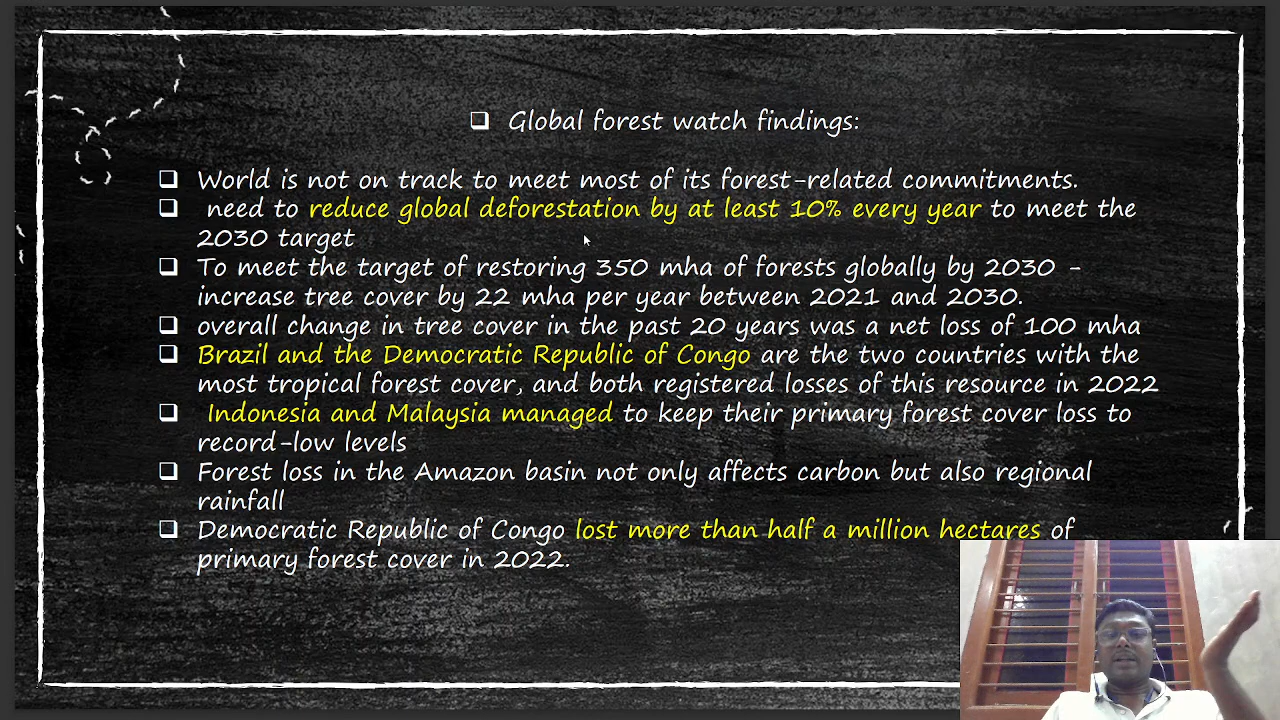 ❑ Global forest watch findings:
❑ World is not on track to meet most of its forest-related commitments.
❑ need to reduce global deforestation by at least 10% every year to meet the
2030 target
❑ To meet the target of restoring 350 mha of forests globally by 2030 -
increase tree cover by 22 mha per year between 2021 and 2030.
❑ overall change in tree cover in the past 20 years was a net loss of 100 mha
❑ Brazil and the Democratic Republic of Congo are the two countries with the
most tropical forest cover, and both registered losses of this resource in 2022
❑ Indonesia and Malaysia managed to keep their primary forest cover loss to
record-low levels
❑ Forest loss in the Amazon basin not only affects carbon but also regional
rainfall
❑ Democratic Republic of Congo lost more than half a million hectares of
primary forest cover in 2022.